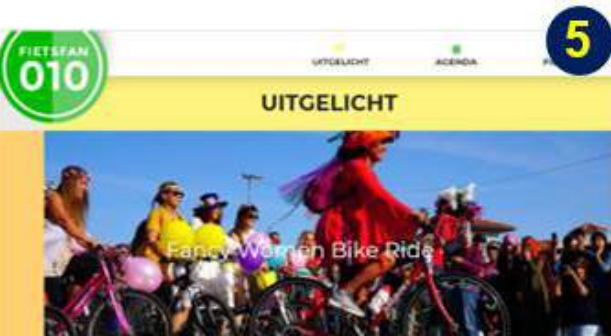 5
FIETSFAN
010
UITGELICHT
AGENDA
UITGELICHT
Fancy Women Bike Ride